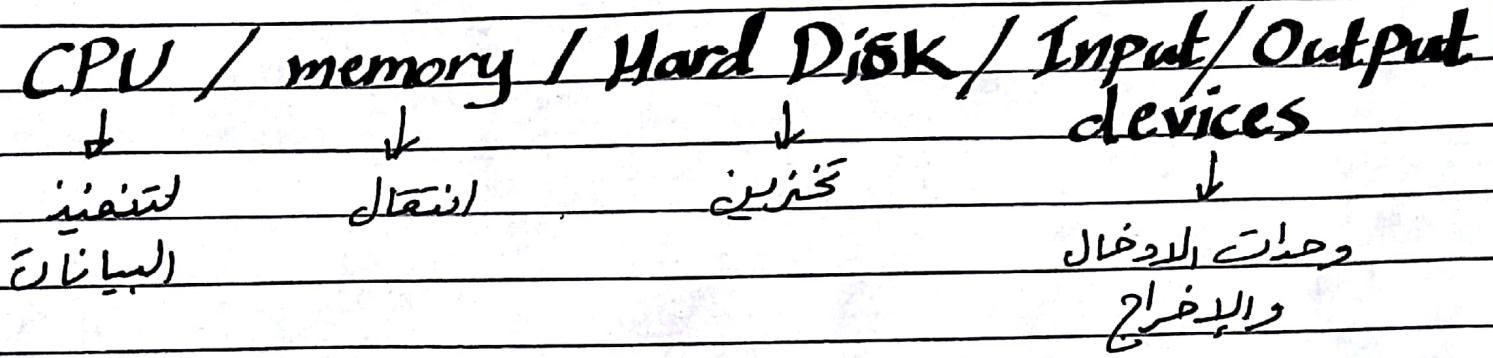 CPU / memory / Hard Disk / Input/Output
devices
لتنفيذ انتقال تخزين
البيانات وحدات الادخال
والإخراج